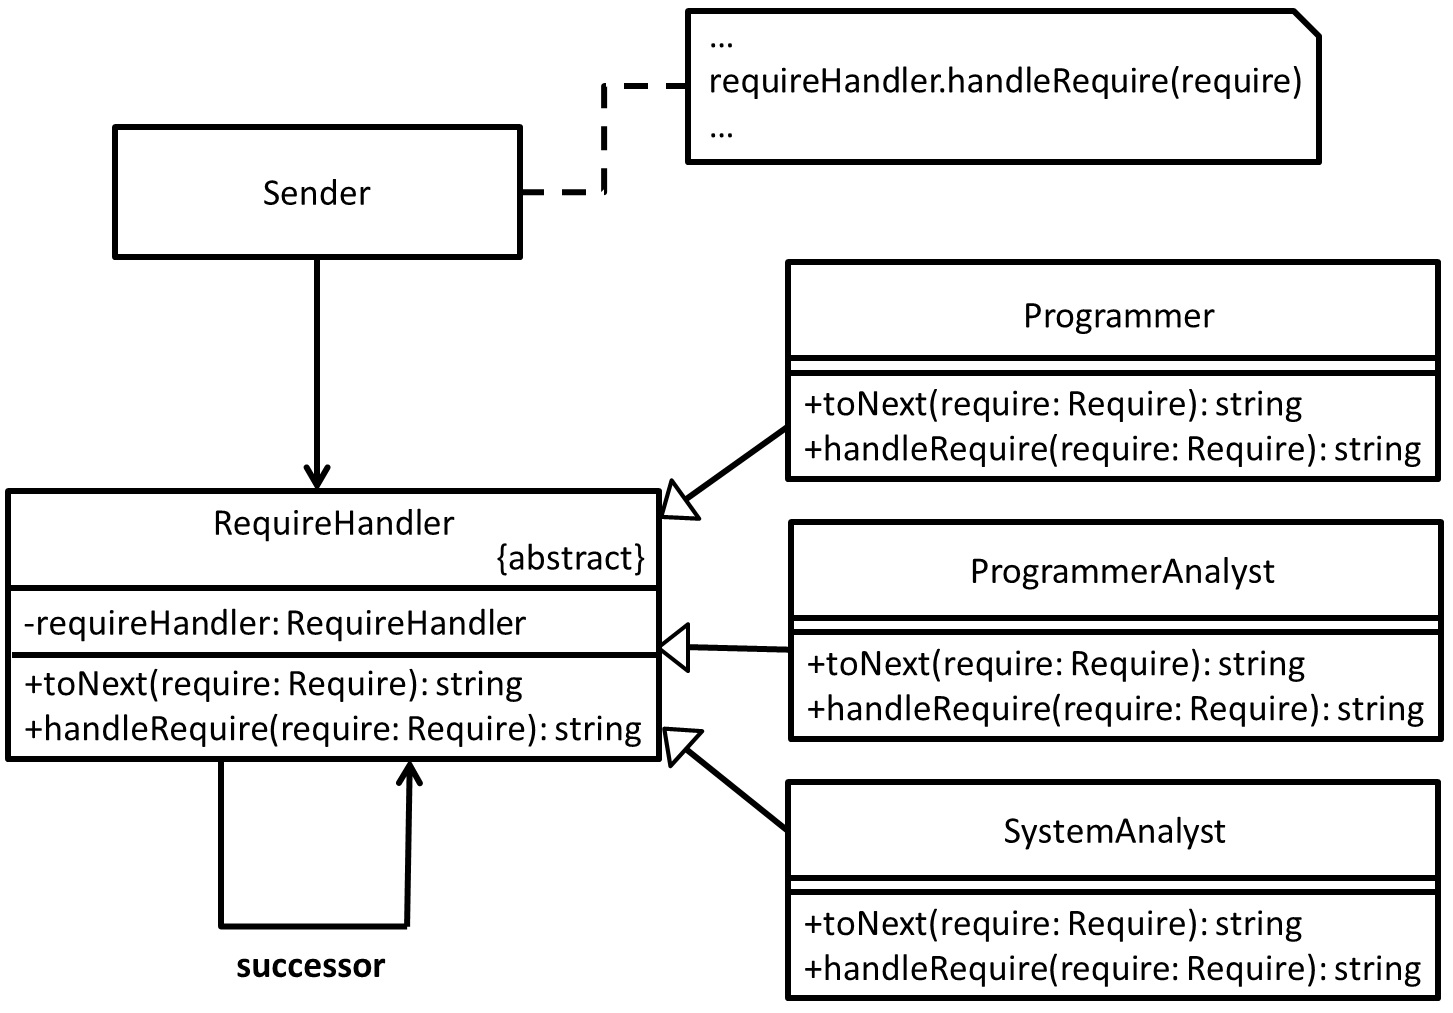 ...
requireHandler.handleRequire(require)
...
Sender
Programmer
+toNext(require: Require): string
+handleRequire(require: Require): string
RequireHandler
{abstract}
-requireHandler: RequireHandler
+toNext(require: Require): string
+handleRequire(require: Require): string
ProgrammerAnalyst
+toNext(require: Require): string
+handleRequire(require: Require): string
SystemAnalyst
+toNext(require: Require): string
+handleRequire(require: Require): string
successor